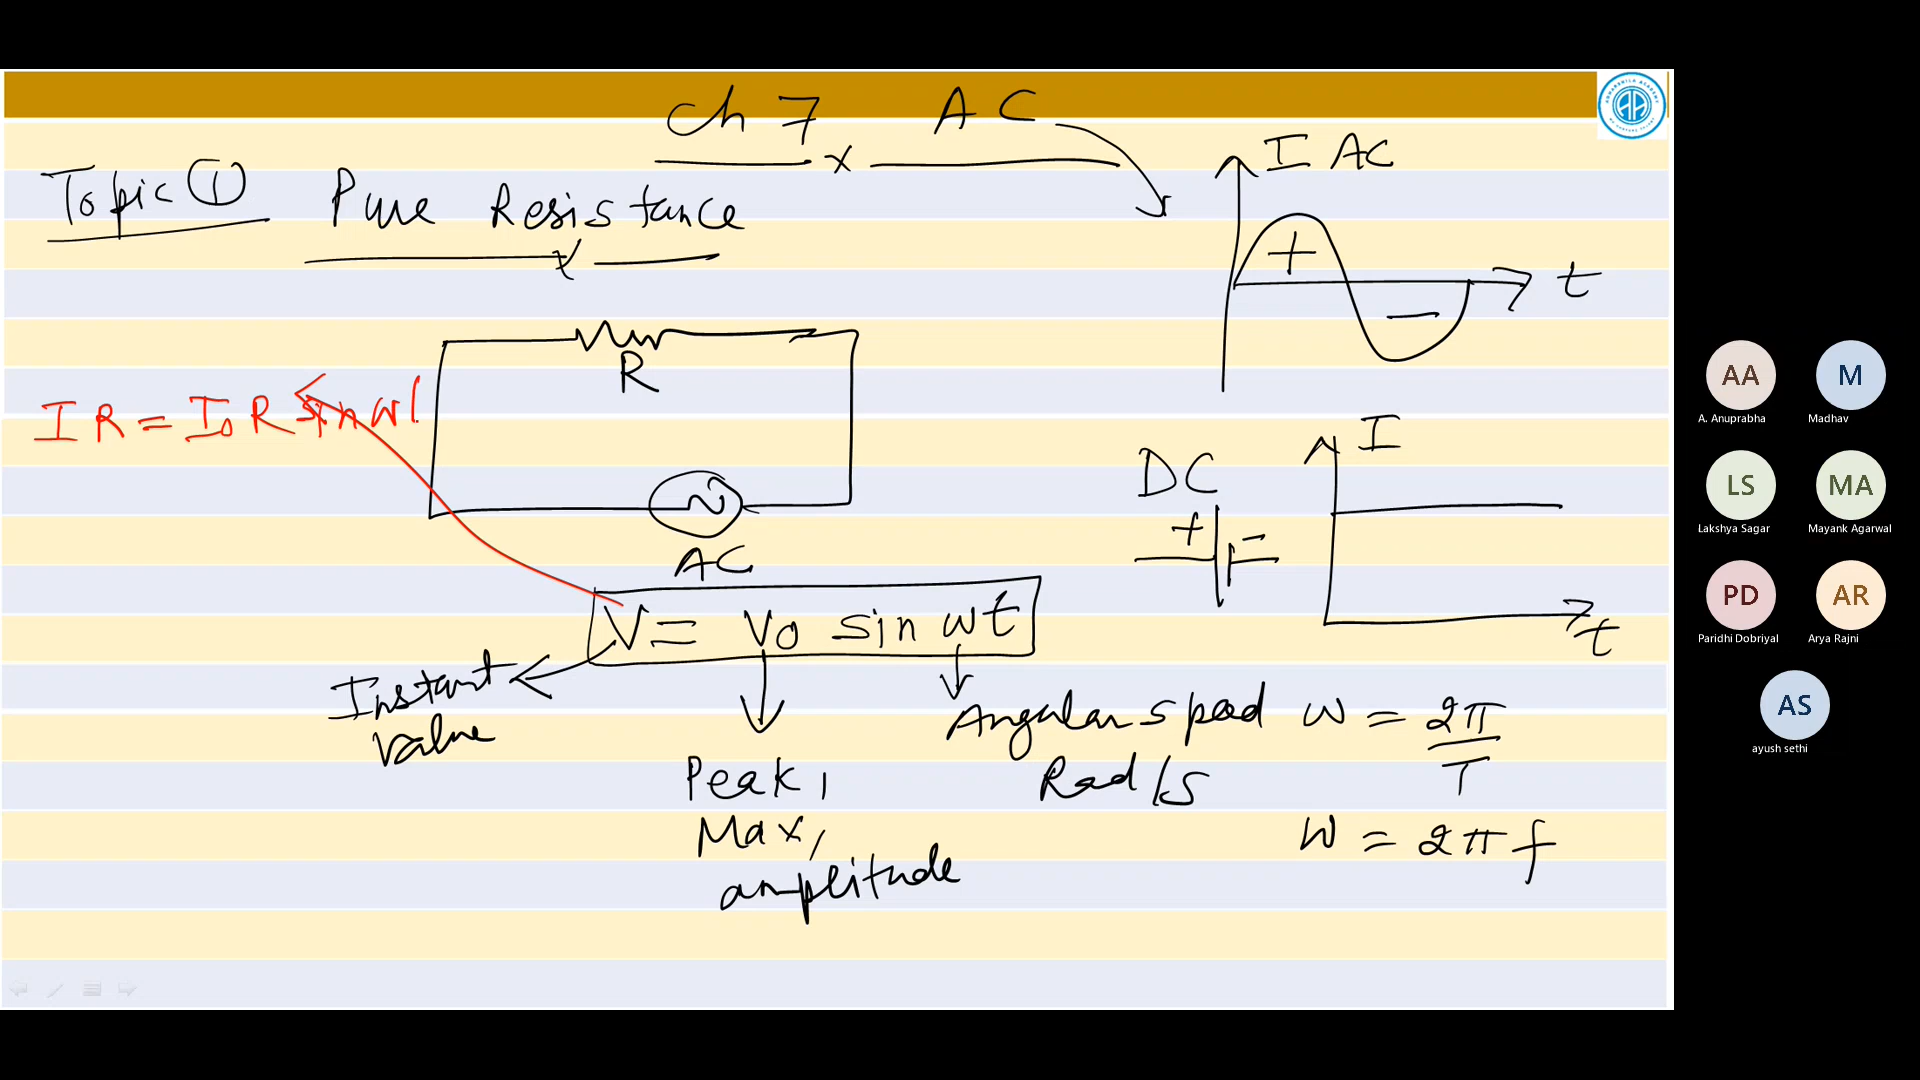 Ch 7 x AC
Topic ① Pure Resistance
I AC
+
-
t
R
IR = I₀ R sin wt
AC
DC
+ -
I
t
V = V₀ sin wt
Instant
Value
Peak,
Max,
amplitude
Angular speed
Rad/s
w = 2π/T
w = 2πf
AA
A. Anuprabha
M
Madhav
LS
Lakshya Sagar
MA
Mayank Agarwal
PD
Paridhi Dobriyal
AR
Arya Rajni
AS
ayush sethi